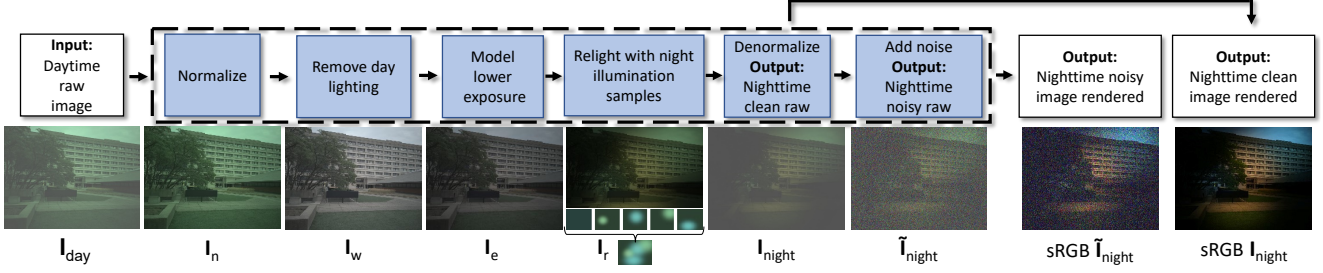 Input:
Daytime
raw
image
Normalize
Remove day
lighting
Model
lower
exposure
Relight with night
illumination
samples
Denormalize
Output:
Nighttime
clean raw
Add noise
Output:
Nighttime
noisy raw
Output:
Nighttime noisy
image rendered
Output:
Nighttime clean
image rendered
I_day
I_n
I_w
I_e
I_r
I_night
Ĩ_night
sRGB Ĩ_night
sRGB I_night